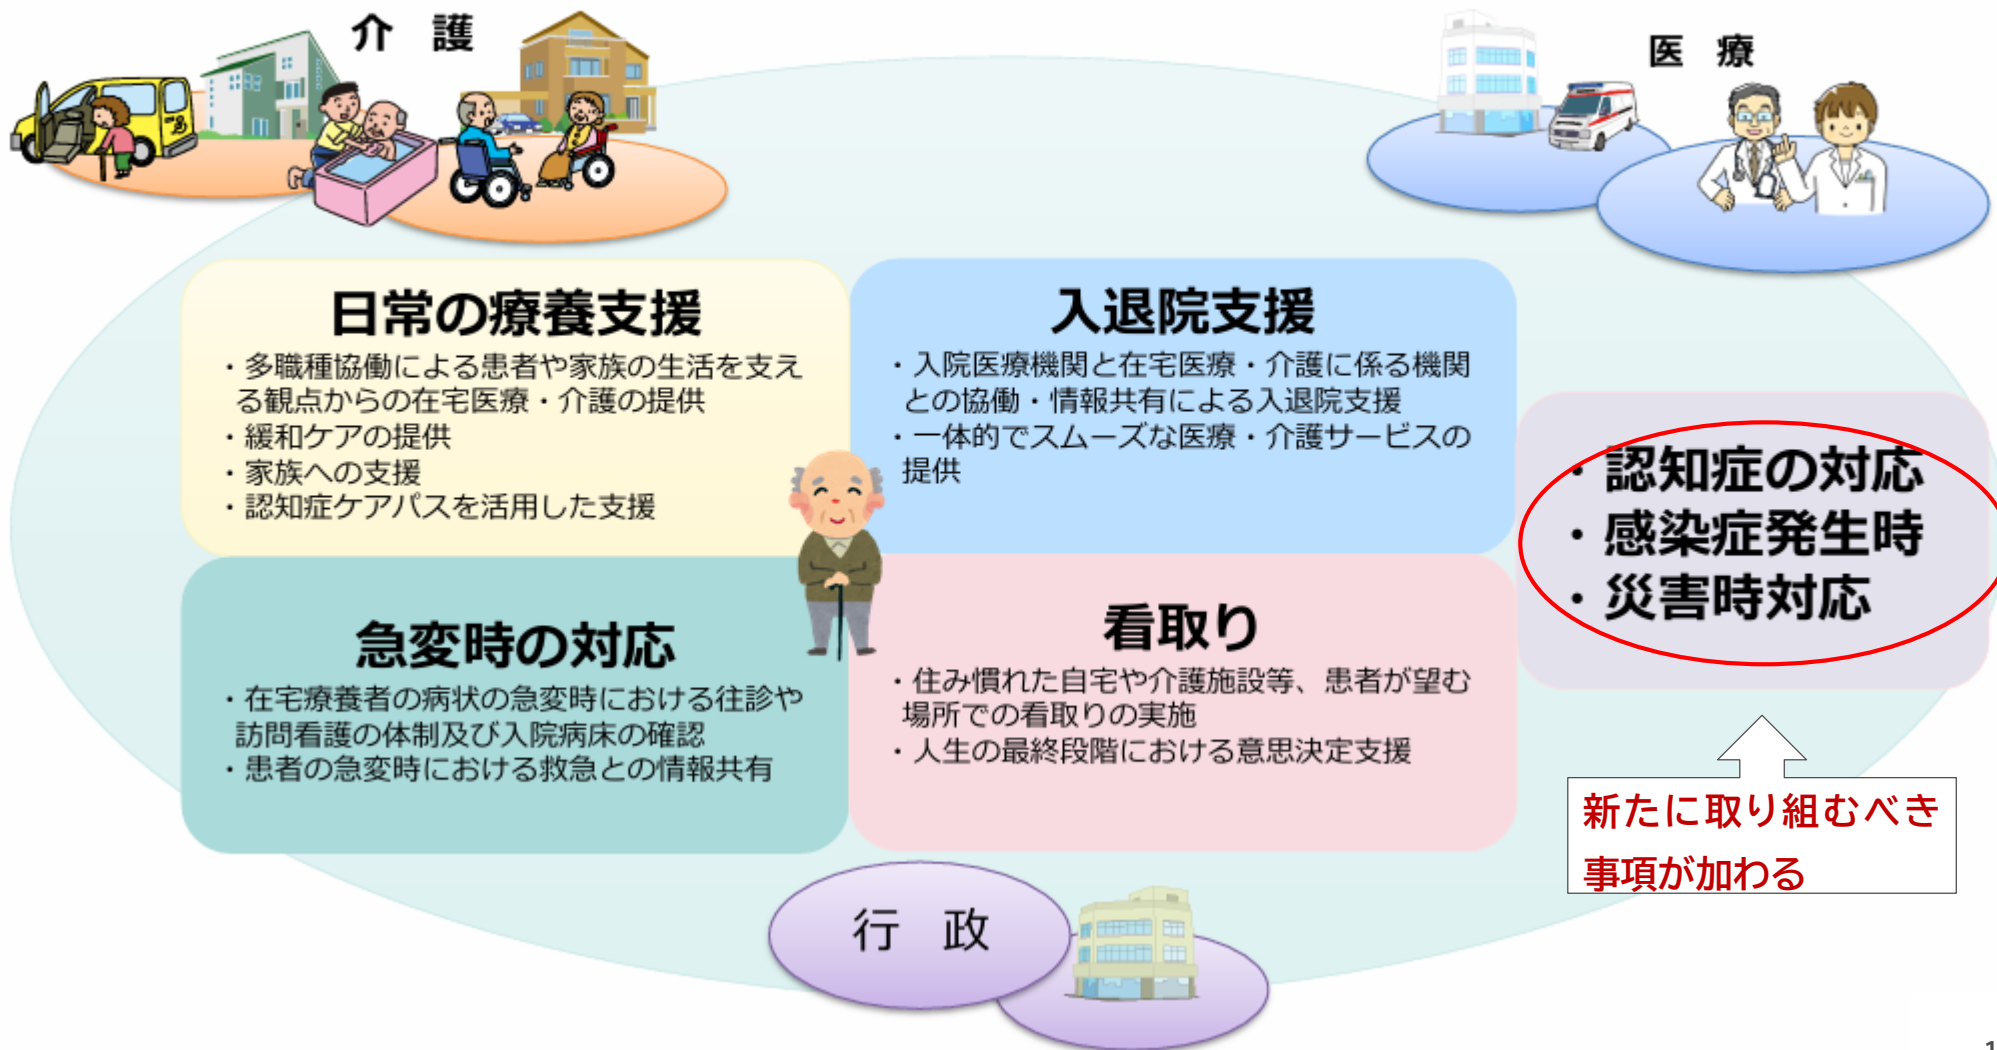 介　護
医　療
日常の療養支援
・多職種協働による患者や家族の生活を支え
る観点からの在宅医療・介護の提供
・緩和ケアの提供
・家族への支援
・認知症ケアパスを活用した支援
入退院支援
・入院医療機関と在宅医療・介護に係る機関
との協働・情報共有による入退院支援
・一体的でスムーズな医療・介護サービスの
提供
・認知症の対応
・感染症発生時
・災害時対応
急変時の対応
・在宅療養者の病状の急変時における往診や
訪問看護の体制及び入院病床の確認
・患者の急変時における救急との情報共有
看取り
・住み慣れた自宅や介護施設等、患者が望む
場所での看取りの実施
・人生の最終段階における意思決定支援
新たに取り組むべき
事項が加わる
行　政